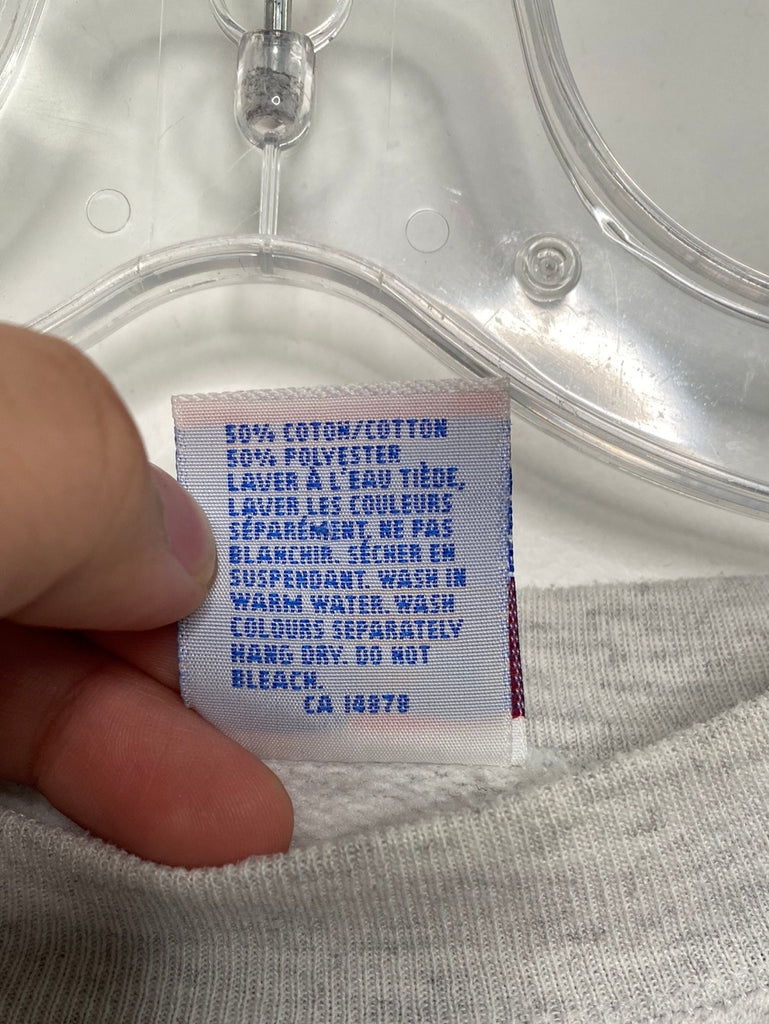 50% COTON/COTTON
50% POLYESTER
LAVER À L'EAU TIÈDE,
LAVER LES COULEURS
SÉPARÉMENT, NE PAS
BLANCHIR. SÉCHER EN
SUSPENDANT. WASH IN
WARM WATER. WASH
COLOURS SEPARATELY
HANG DRY. DO NOT
BLEACH.
CA 14978